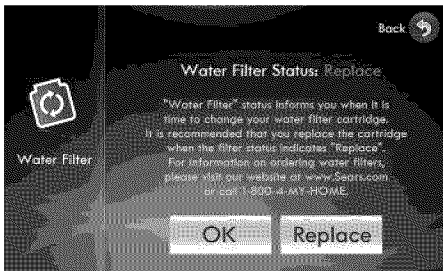 Back
Water Filter Status: Replace
"Water Filter" status informs you when it is
time to change your water filter cartridge.
It is recommended that you replace the cartridge
when the filter status indicates "Replace".
For information on ordering water filters,
please visit our website at www.Sears.com
or call 1-800-4-MY-HOME.
Water Filter
OK
Replace